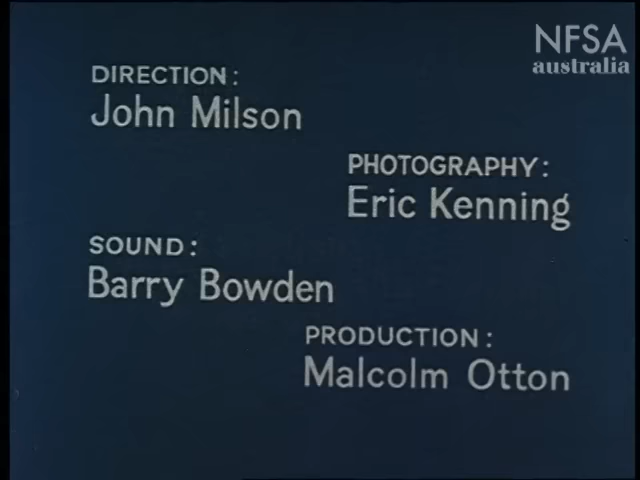 NFSA
australia
DIRECTION:
John Milson
PHOTOGRAPHY:
Eric Kenning
SOUND:
Barry Bowden
PRODUCTION:
Malcolm Otton